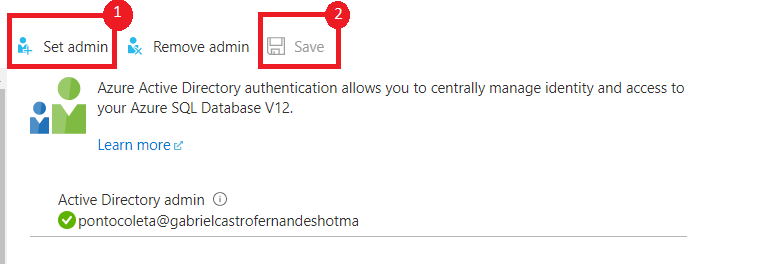 1
2
Set admin Remove admin Save
Azure Active Directory authentication allows you to centrally manage identity and access to
your Azure SQL Database V12.
Learn more
Active Directory admin
pontocoleta@gabrielcastrofernandeshotma